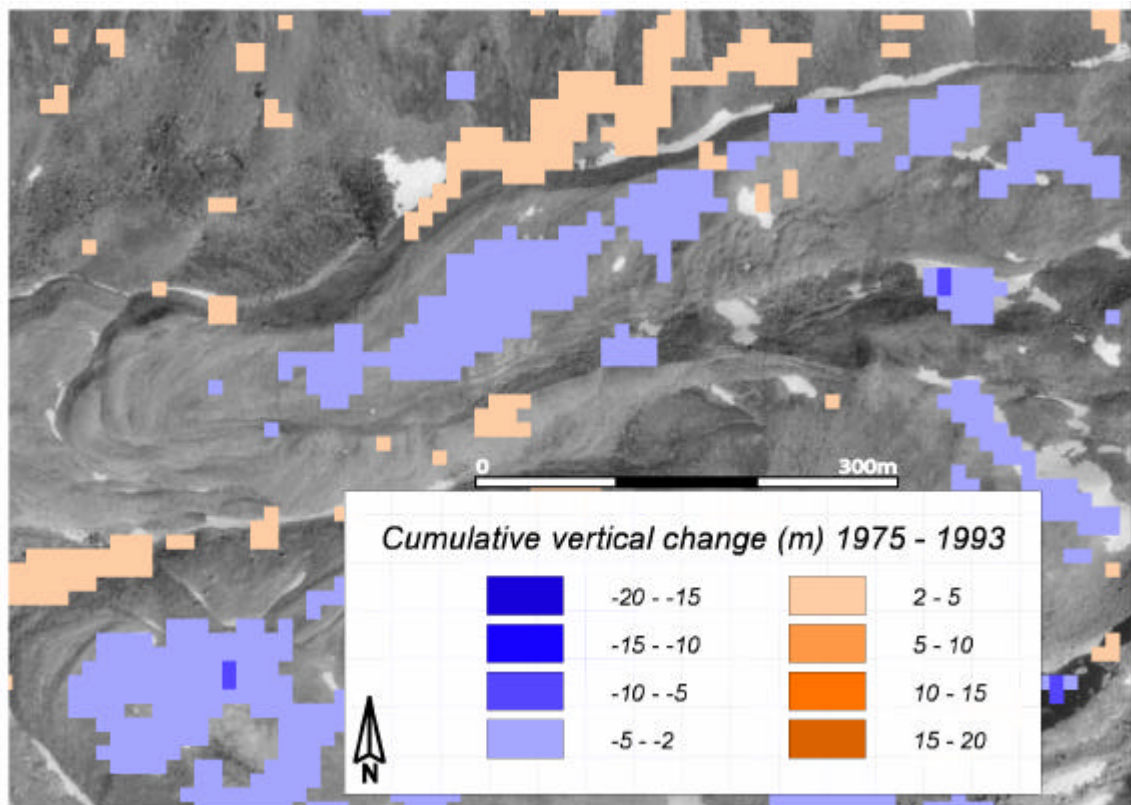 0 300m
Cumulative vertical change (m) 1975 - 1993
-20 - -15 2 - 5
-15 - -10 5 - 10
-10 - -5 10 - 15
-5 - -2 15 - 20
N